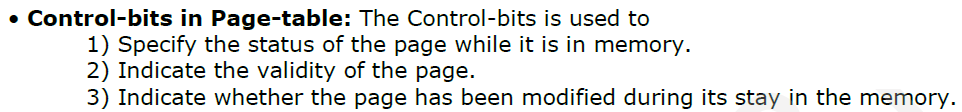 • Control-bits in Page-table: The Control-bits is used to
1) Specify the status of the page while it is in memory.
2) Indicate the validity of the page.
3) Indicate whether the page has been modified during its stay in the memory.